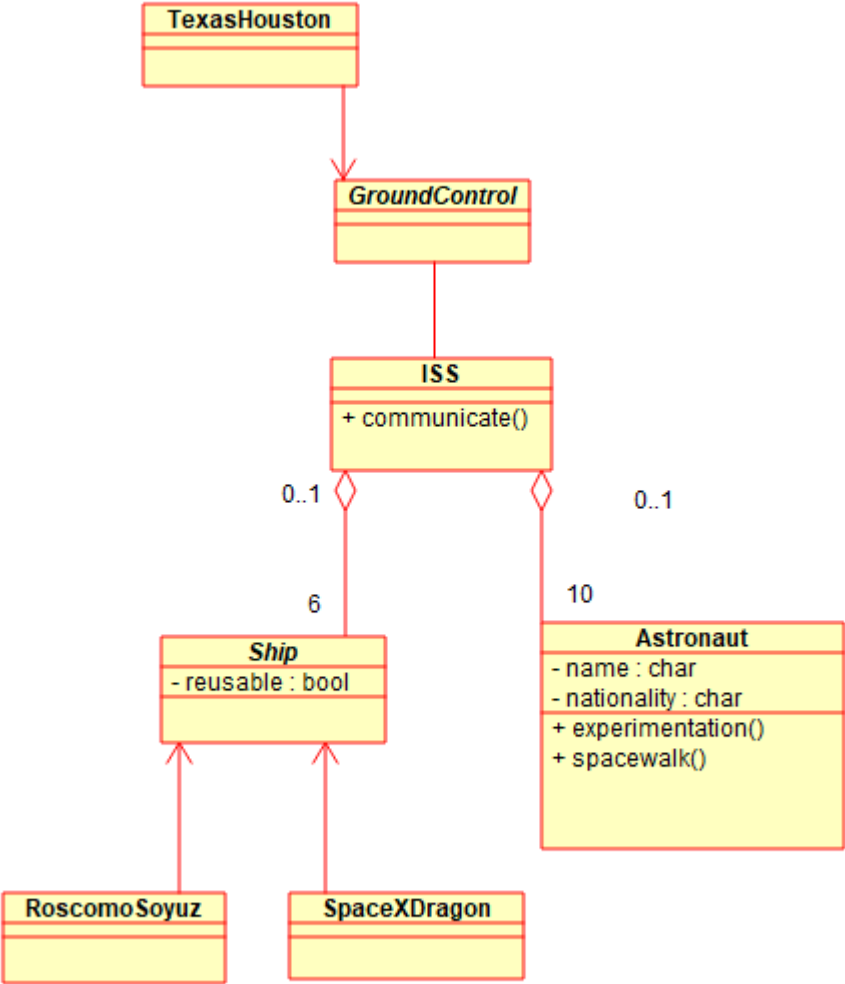 TexasHouston
GroundControl
ISS
+ communicate()
0..1
0..1
6
10
Ship
- reusable : bool
Astronaut
- name : char
- nationality : char
+ experimentation()
+ spacewalk()
RoscomoSoyuz
SpaceXDragon